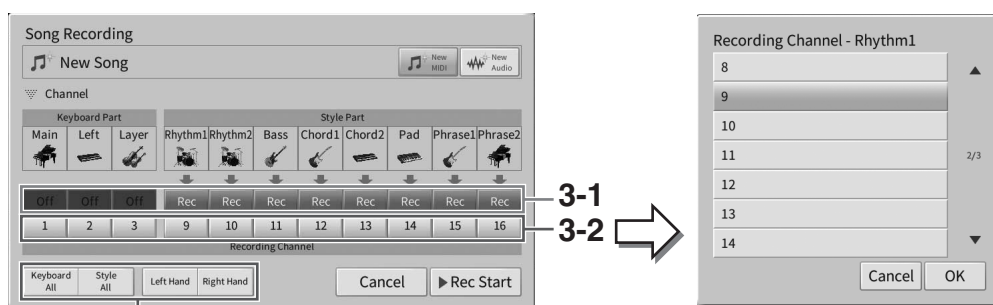 Song Recording
New Song
New MIDI
New Audio
Channel
Keyboard Part Style Part
Main Left Layer Rhythm1 Rhythm2 Bass Chord1 Chord2 Pad Phrase1 Phrase2
Off Off Off Rec Rec Rec Rec Rec Rec Rec Rec
3-1
1 2 3 9 10 11 12 13 14 15 16
3-2
Recording Channel
Keyboard All
Style All
Left Hand Right Hand Cancel ▶Rec Start
Recording Channel - Rhythm1
8
9
10
11
2/3
12
13
14
Cancel OK